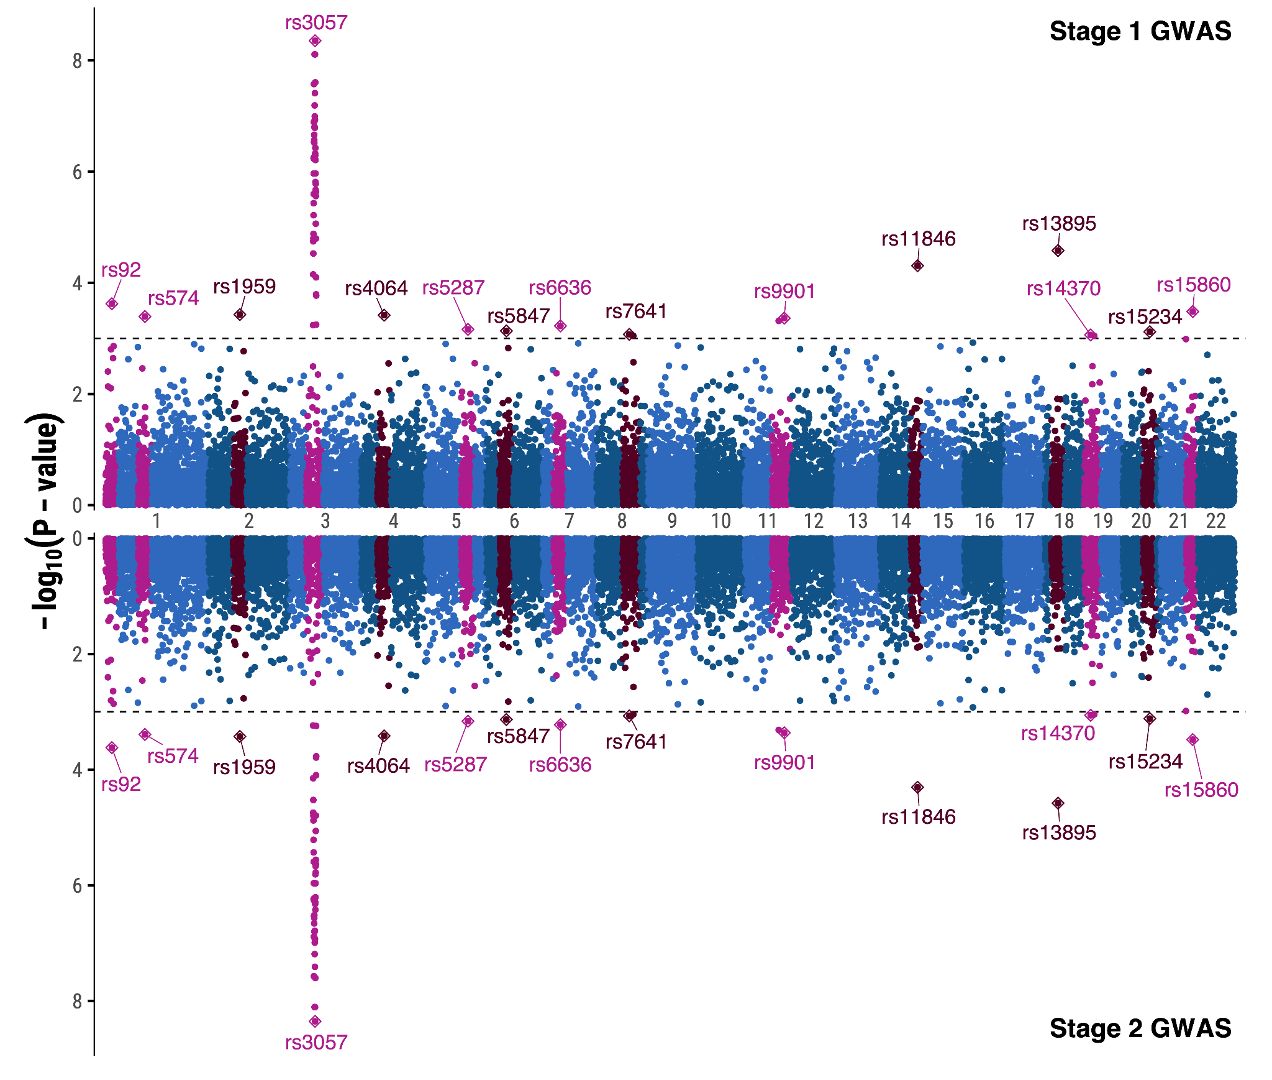 Stage 1 GWAS
rs3057
8
6
rs13895
rs11846
rs92
4
rs574
rs1959
rs4064
rs5287
rs5847
rs6636
rs7641
rs9901
rs14370
rs15234
rs15860
2
0
– log10(P – value)
1 2 3 4 5 6 7 8 9 10 11 12 13 14 15 16 17 18 19 20 21 22
0
2
rs92
rs574
rs1959
rs4064
rs5287
rs5847
rs6636
rs7641
rs9901
rs14370
rs15234
rs15860
4
rs11846
rs13895
6
8
rs3057
Stage 2 GWAS